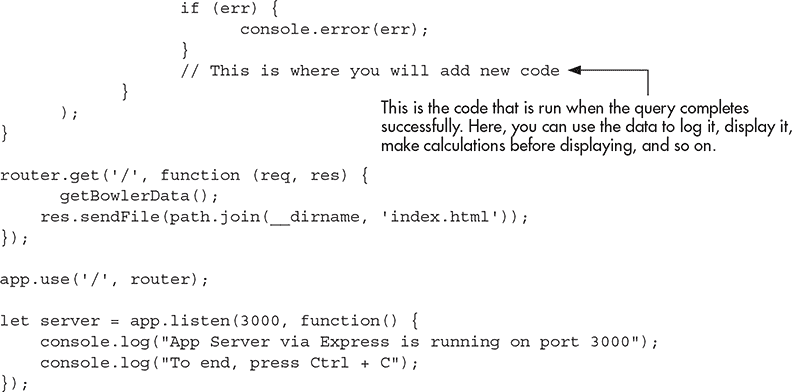 if (err) {
console.error(err);
}
// This is where you will add new code
}
);
}
This is the code that is run when the query completes
successfully. Here, you can use the data to log it, display it,
make calculations before displaying, and so on.
router.get('/', function (req, res) {
getBowlerData();
res.sendFile(path.join(__dirname, 'index.html'));
});
app.use('/', router);
let server = app.listen(3000, function() {
console.log("App Server via Express is running on port 3000");
console.log("To end, press Ctrl + C");
});